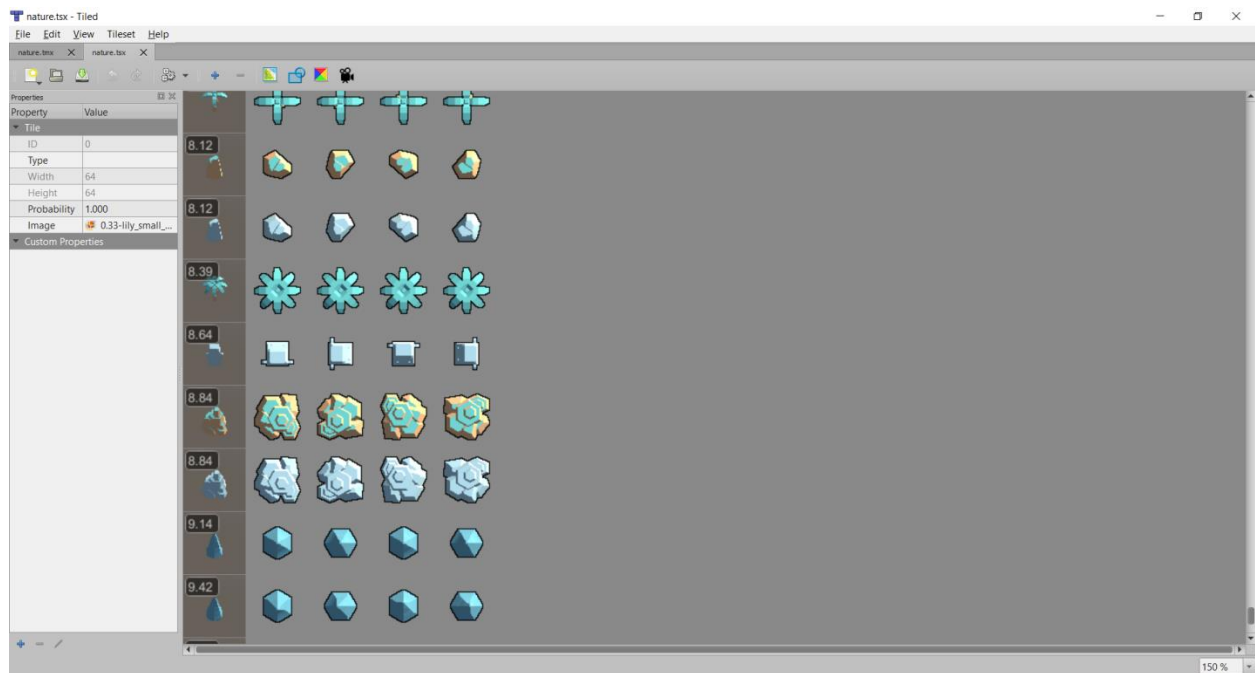 nature.tsx - Tiled
File Edit View Tileset Help
nature.tmx X nature.tsx X
Properties
Property Value
Tile
ID 0
Type
Width 64
Height 64
Probability 1.000
Image 0.33-lily_small_...
Custom Properties
8.12
8.12
8.39
8.64
8.84
8.84
9.14
9.42
150 %